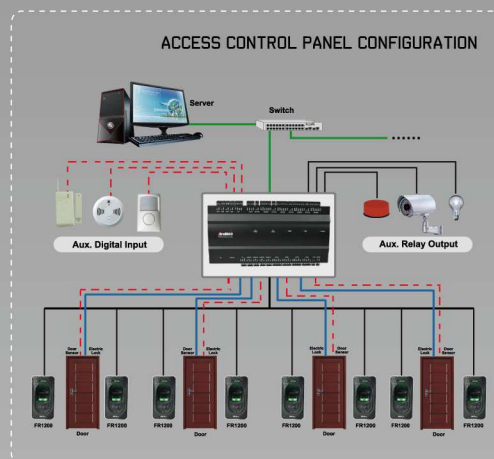 ACCESS CONTROL PANEL CONFIGURATION
Server
Switch
Aux. Digital Input
Aux. Relay Output
Door Sensor
Electric Lock
Door Sensor
Electric Lock
Electric Lock
Door Sensor
Electric Lock
Door Sensor
FR1200
FR1200
FR1200
FR1200
FR1200
FR1200
FR1200
FR1200
Door
Door
Door
Door